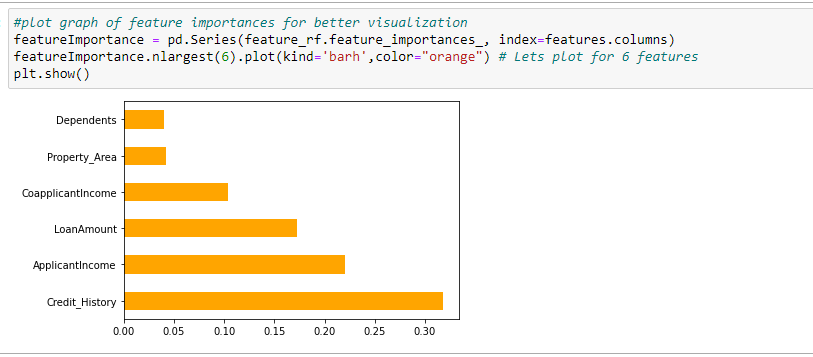 #plot graph of feature importances for better visualization
featureImportance = pd.Series(feature_rf.feature_importances_, index=features.columns)
featureImportance.nlargest(6).plot(kind='barh',color="orange") # Lets plot for 6 features
plt.show()
Dependents
Property_Area
CoapplicantIncome
LoanAmount
ApplicantIncome
Credit_History
0.00 0.05 0.10 0.15 0.20 0.25 0.30